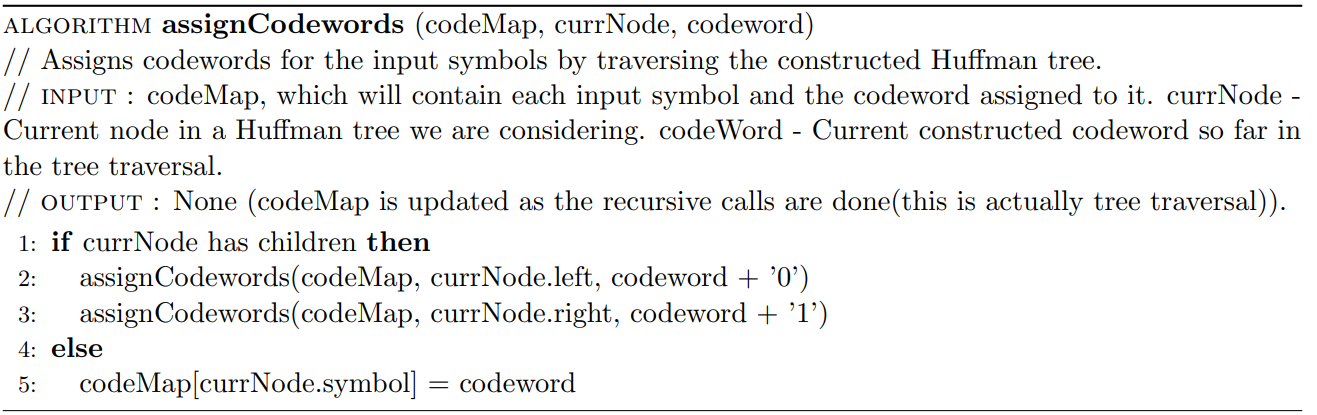 ALGORITHM assignCodewords (codeMap, currNode, codeword)
// Assigns codewords for the input symbols by traversing the constructed Huffman tree.
// INPUT : codeMap, which will contain each input symbol and the codeword assigned to it. currNode -
Current node in a Huffman tree we are considering. codeWord - Current constructed codeword so far in
the tree traversal.
// OUTPUT : None (codeMap is updated as the recursive calls are done(this is actually tree traversal)).
1: if currNode has children then
2: assignCodewords(codeMap, currNode.left, codeword + ’0’)
3: assignCodewords(codeMap, currNode.right, codeword + ’1’)
4: else
5: codeMap[currNode.symbol] = codeword